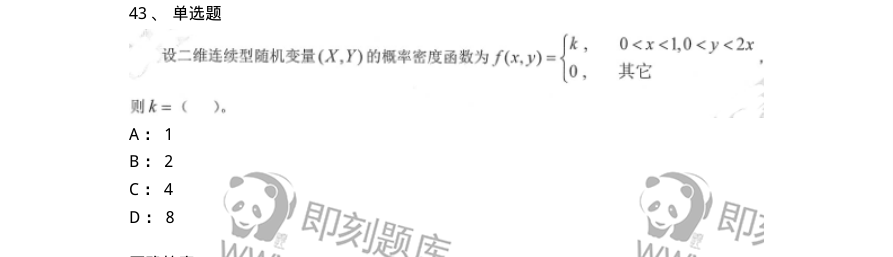 43、 单选题
设二维连续型随机变量(X,Y)的概率密度函数为 f(x,y)={k, 0<x<1,0<y<2x
0, 其它,
则k=( )。
A: 1
B: 2
C: 4
D: 8
即刻题库
即刻